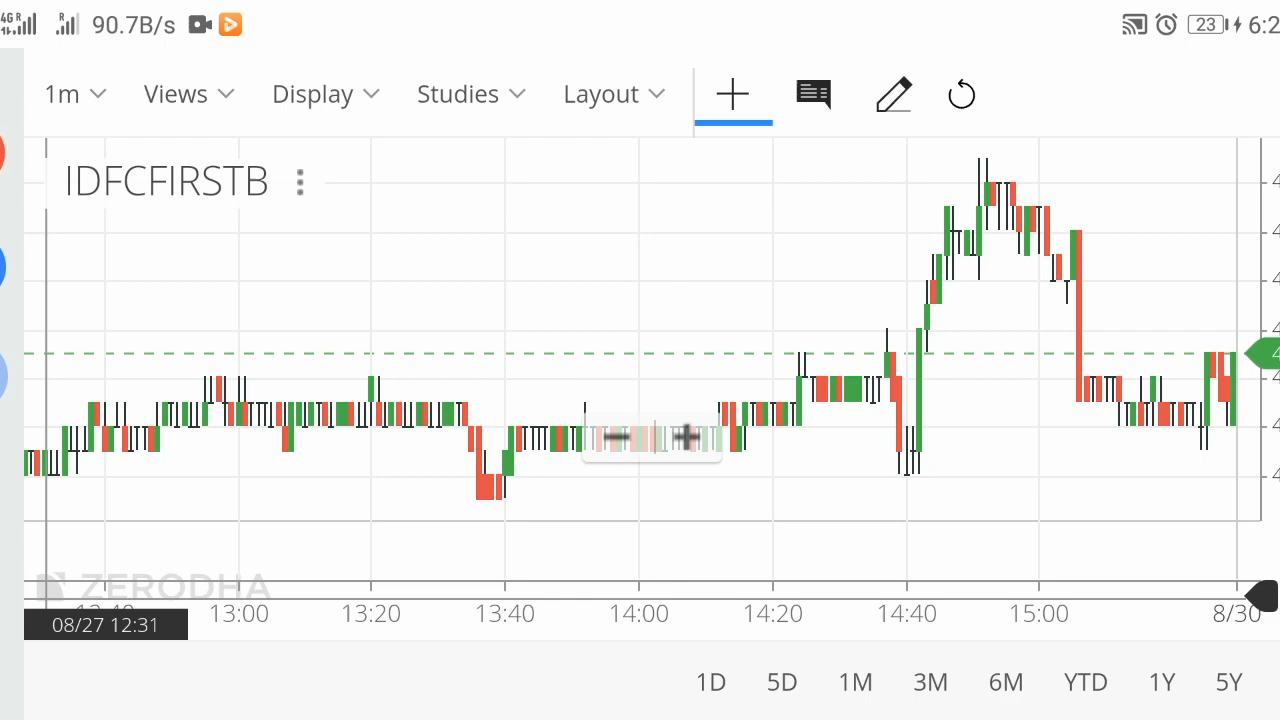 4G R R 90.7B/s 23 6:2
1m Views Display Studies Layout
IDFCFIRSTB
ZERODHA
13:00 13:20 13:40 14:00 14:20 14:40 15:00 8/30
08/27 12:31
1D 5D 1M 3M 6M YTD 1Y 5Y